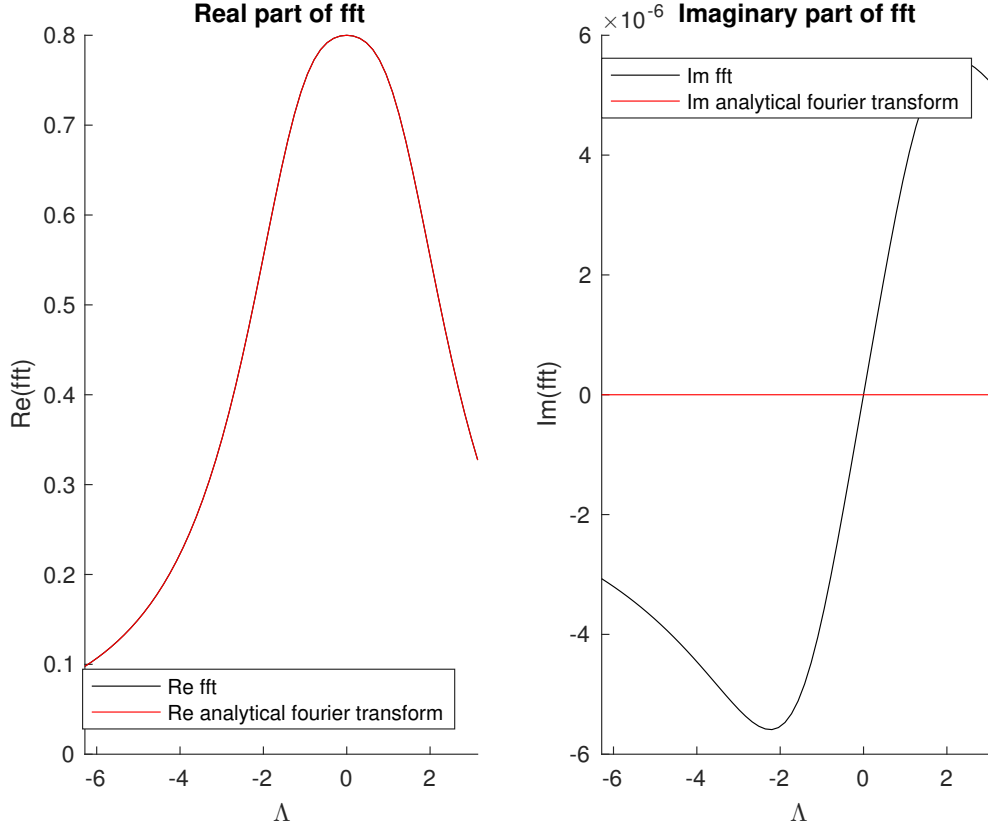 Real part of fft
0.8
0.7
0.6
0.5
0.4
0.3
0.2
0.1
0
Re(fft)
Re fft
Re analytical fourier transform
-6 -4 -2 0 2
Λ
Imaginary part of fft
×10^-6
6
4
2
0
-2
-4
-6
Im(fft)
Im fft
Im analytical fourier transform
-6 -4 -2 0 2
Λ